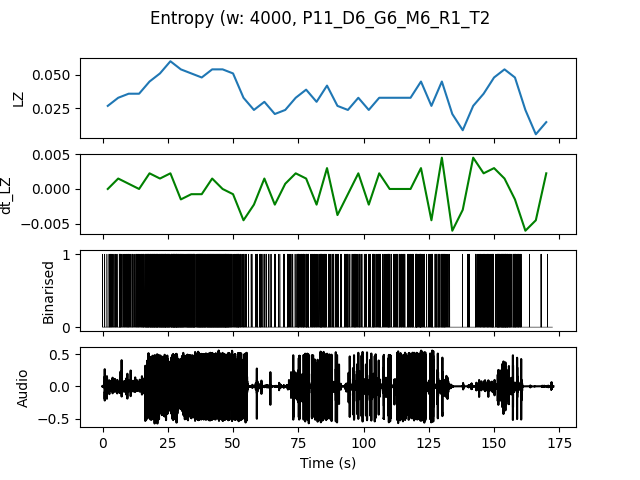 Entropy (w: 4000, P11_D6_G6_M6_R1_T2
LZ
0.050
0.025
dt_LZ
0.005
0.000
−0.005
Binarised
1
0
Audio
0.5
0.0
−0.5
0 25 50 75 100 125 150 175
Time (s)